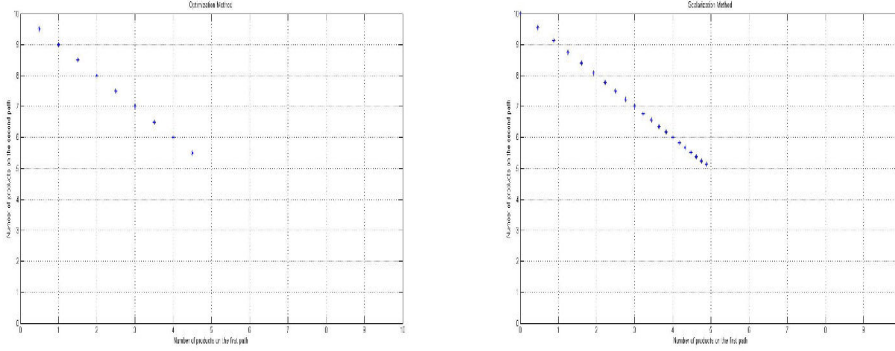 Optimization Method
10
9
8
7
6
5
4
3
2
1
0
Number of products on the second path
0 1 2 3 4 5 6 7 8 9 10
Number of products on the first path
Scalarization Method
10
9
8
7
6
5
4
3
2
1
0
Number of products on the second path
0 1 2 3 4 5 6 7 8 9
Number of products on the first path